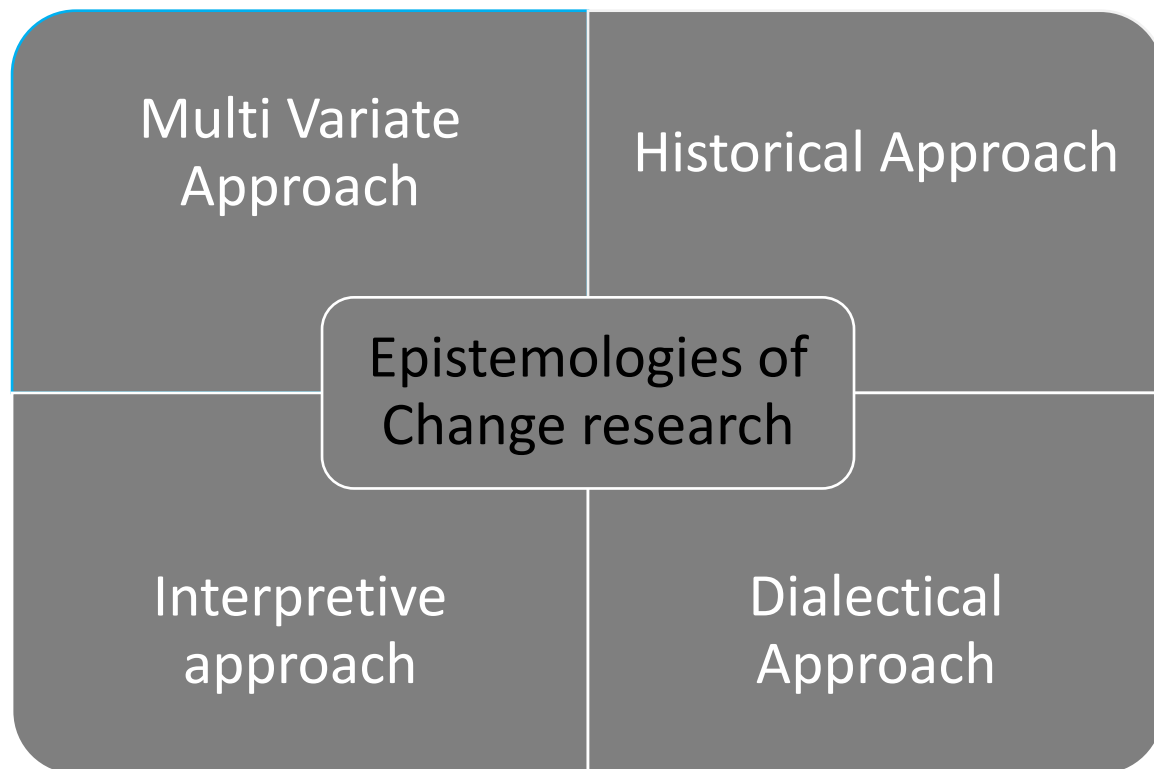 Multi Variate
Approach
Historical Approach
Epistemologies of
Change research
Interpretive
approach
Dialectical
Approach